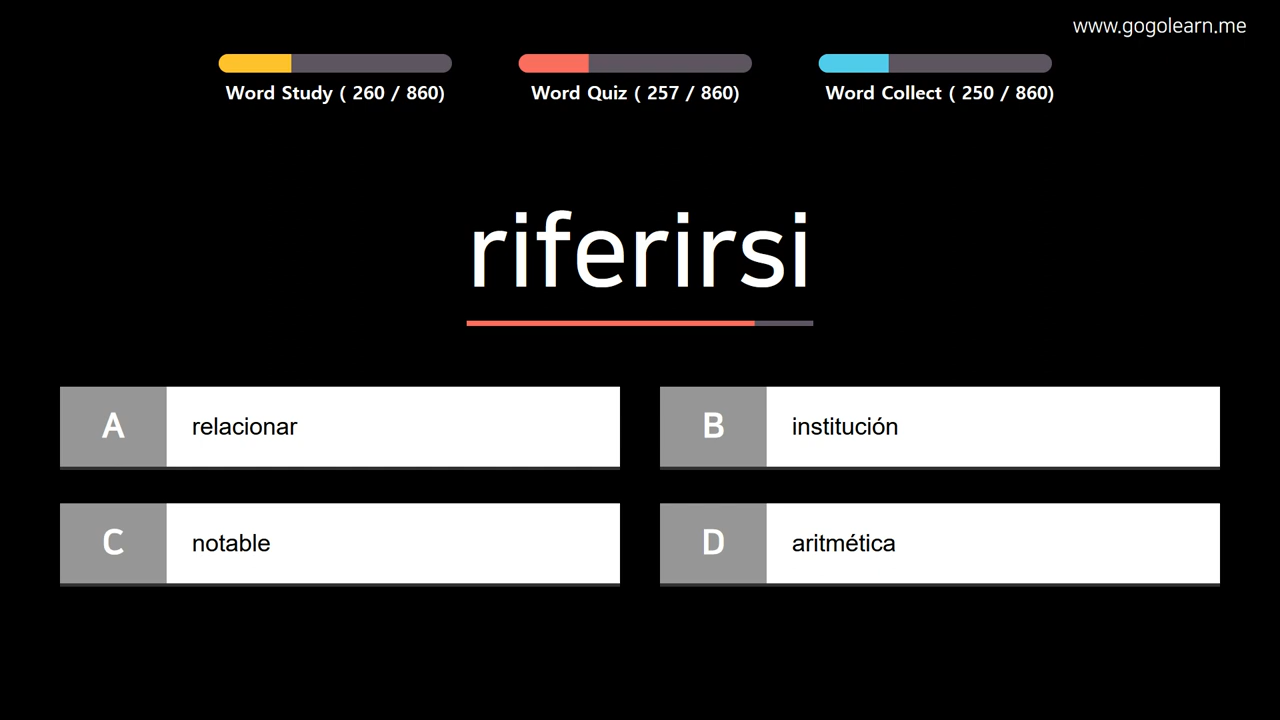 www.gogolearn.me
Word Study ( 260 / 860)
Word Quiz ( 257 / 860)
Word Collect ( 250 / 860)
riferirsi
A relacionar
B institución
C notable
D aritmética